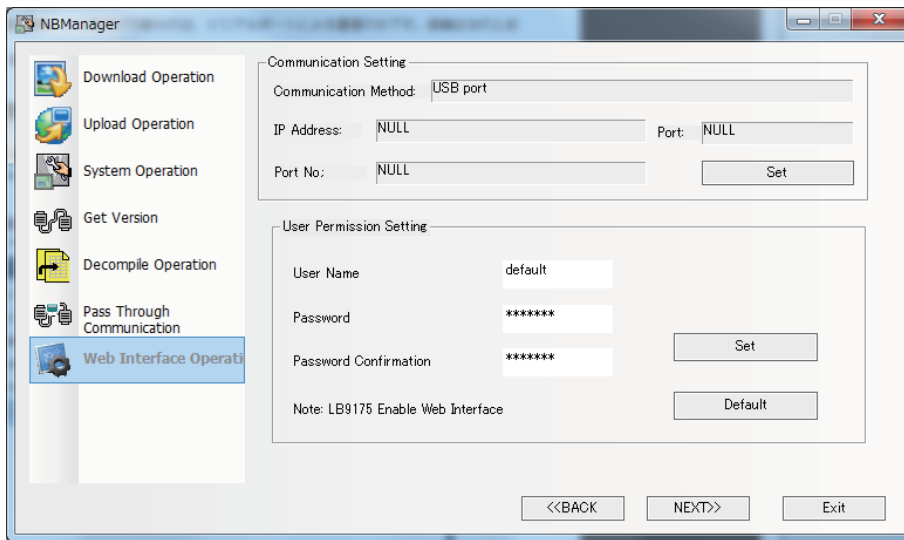 NBManager
Download Operation
Upload Operation
System Operation
Get Version
Decompile Operation
Pass Through
Communication
Web Interface Operati
Communication Setting
Communication Method: USB port
IP Address: NULL Port: NULL
Port No; NULL Set
User Permission Setting
User Name default
Password *******
Password Confirmation *******
Set
Note: LB9175 Enable Web Interface Default
<<BACK NEXT>> Exit